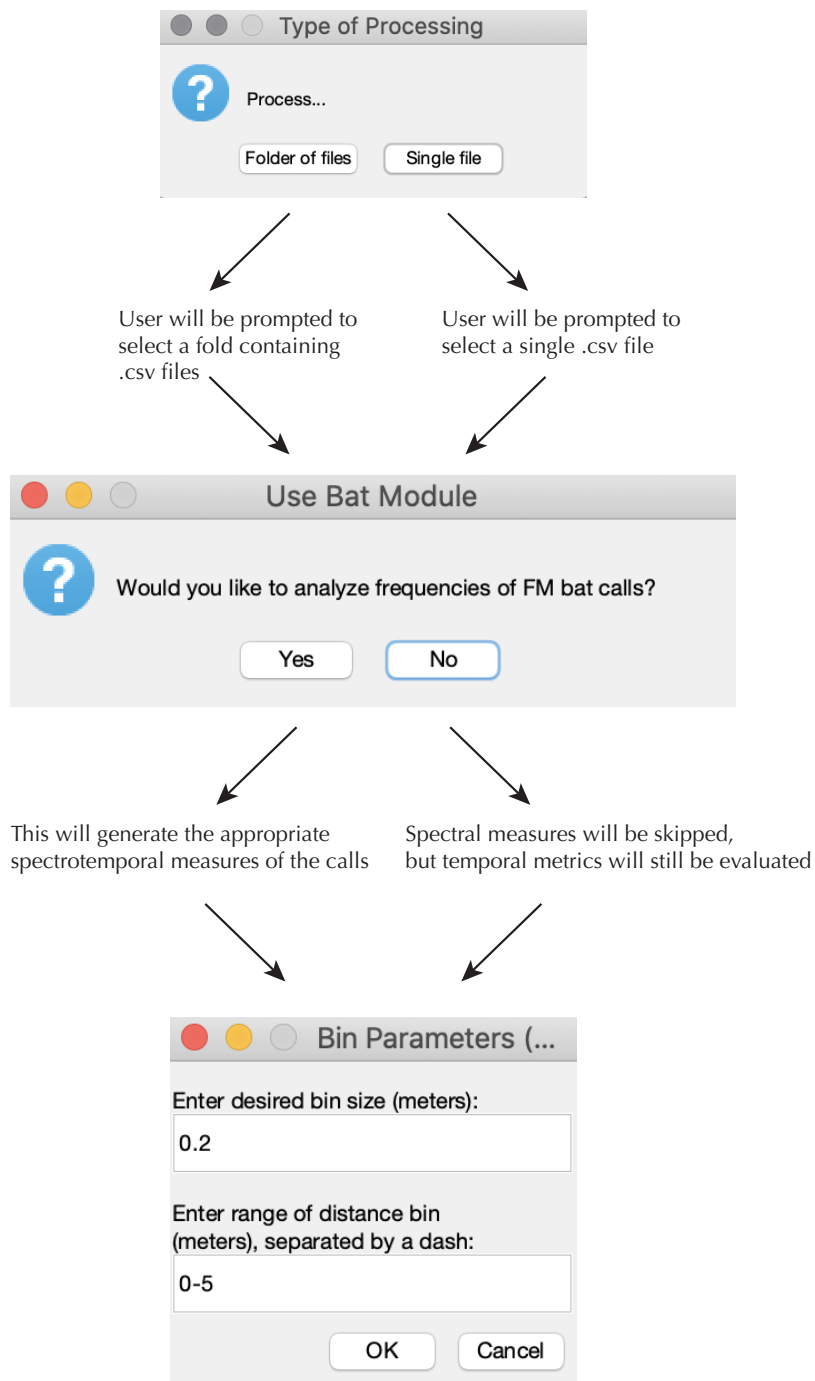 Type of Processing
?
Process...
Folder of files
Single file
User will be prompted to
select a fold containing
.csv files
User will be prompted to
select a single .csv file
Use Bat Module
?
Would you like to analyze frequencies of FM bat calls?
Yes
No
This will generate the appropriate
spectrotemporal measures of the calls
Spectral measures will be skipped,
but temporal metrics will still be evaluated
Bin Parameters (...
Enter desired bin size (meters):
0.2
Enter range of distance bin
(meters), separated by a dash:
0-5
OK
Cancel